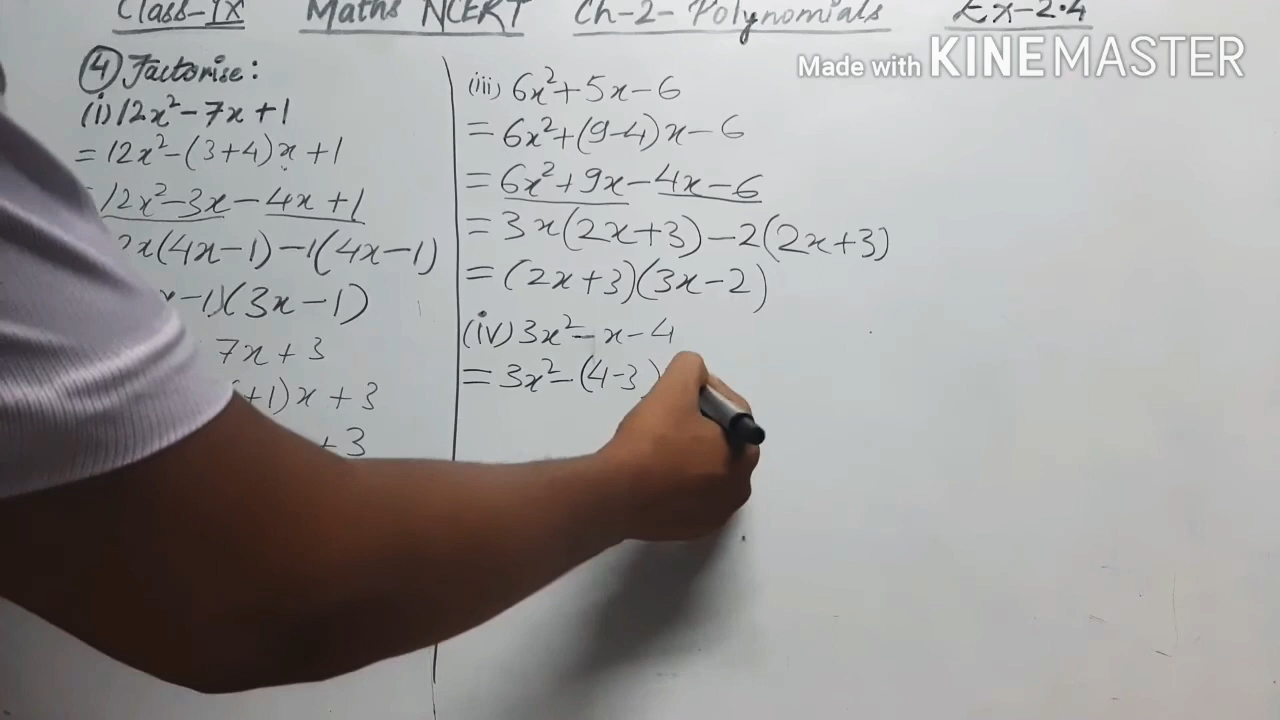 Class-IX Maths NCERT Ch-2- Polynomials Ex-2.4
Made with KINEMASTER
④ Factorise:
(i) 12x² - 7x + 1
= 12x² - (3+4)x + 1
= 12x² - 3x - 4x + 1
x(4x-1) - 1(4x-1)
-1)(3x-1)
7x + 3
+1)x + 3
+3
(iii) 6x² + 5x - 6
= 6x² + (9-4)x - 6
= 6x² + 9x - 4x - 6
= 3x(2x+3) - 2(2x+3)
= (2x+3)(3x-2)
(iv) 3x² - x - 4
= 3x² - (4-3)